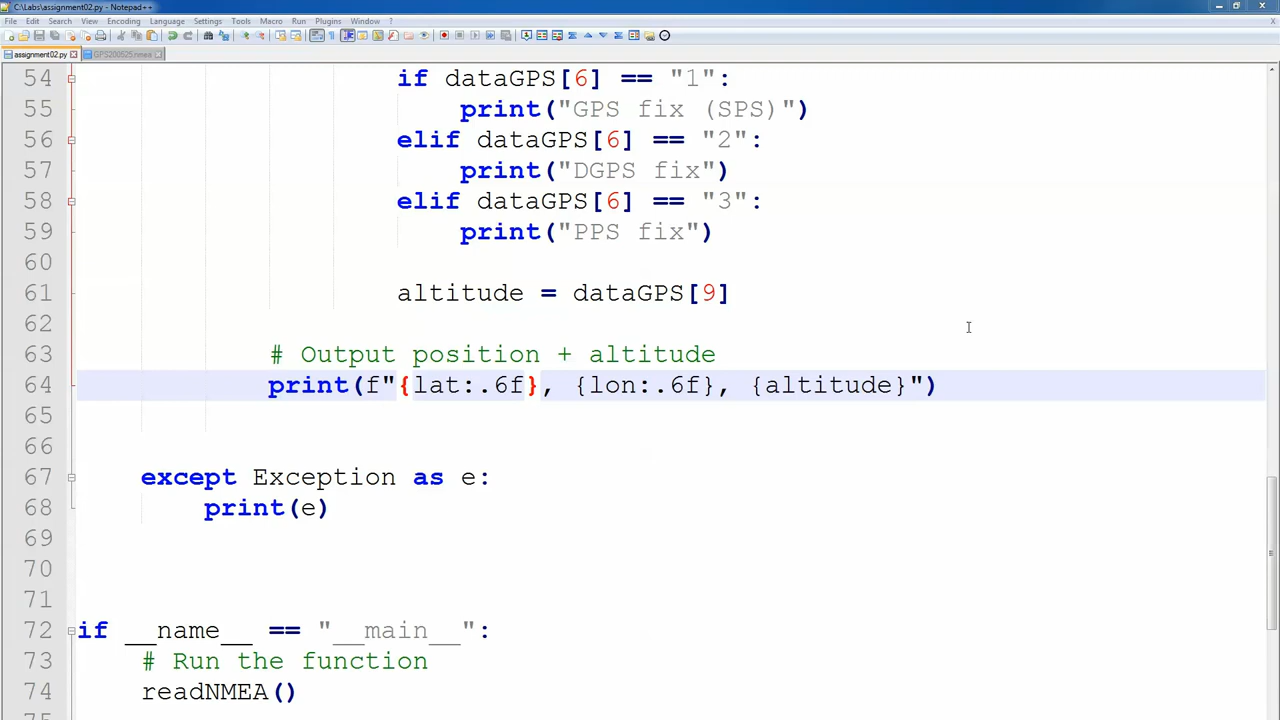 C:\Labs\assignment02.py - Notepad++
File Edit Search View Encoding Language Settings Tools Macro Run Plugins Window ?
assignment02.py GPS200525.nmea
54 if dataGPS[6] == "1":
55 print("GPS fix (SPS)")
56 elif dataGPS[6] == "2":
57 print("DGPS fix")
58 elif dataGPS[6] == "3":
59 print("PPS fix")
60
61 altitude = dataGPS[9]
62
63 # Output position + altitude
64 print(f"{lat:.6f}, {lon:.6f}, {altitude}")
65
66
67 except Exception as e:
68 print(e)
69
70
71
72 if __name__ == "__main__":
73 # Run the function
74 readNMEA()
75